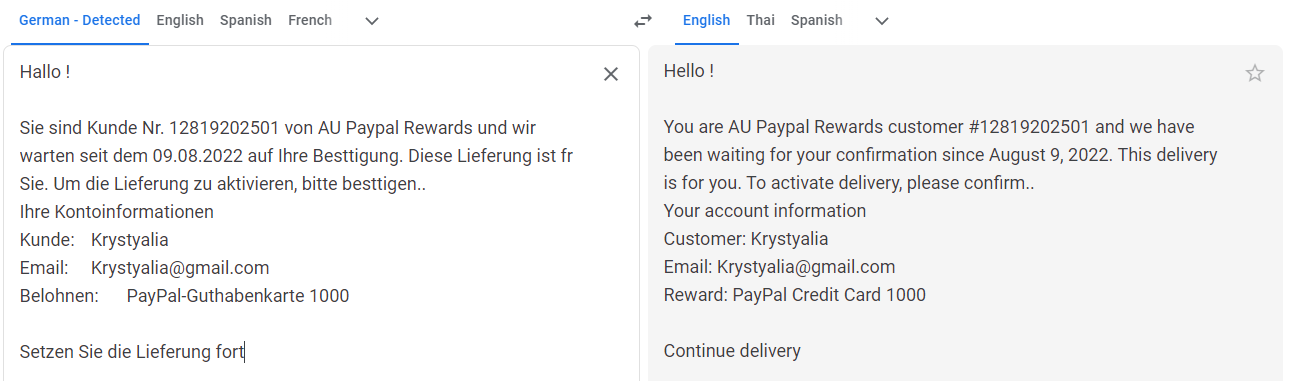 German - Detected English Spanish French
English Thai Spanish
Hallo !
Sie sind Kunde Nr. 12819202501 von AU Paypal Rewards und wir
warten seit dem 09.08.2022 auf Ihre Besttigung. Diese Lieferung ist fr
Sie. Um die Lieferung zu aktivieren, bitte besttigen..
Ihre Kontoinformationen
Kunde: Krystyalia
Email: Krystyalia@gmail.com
Belohnen: PayPal-Guthabenkarte 1000
Setzen Sie die Lieferung fort
Hello !
You are AU Paypal Rewards customer #12819202501 and we have
been waiting for your confirmation since August 9, 2022. This delivery
is for you. To activate delivery, please confirm..
Your account information
Customer: Krystyalia
Email: Krystyalia@gmail.com
Reward: PayPal Credit Card 1000
Continue delivery